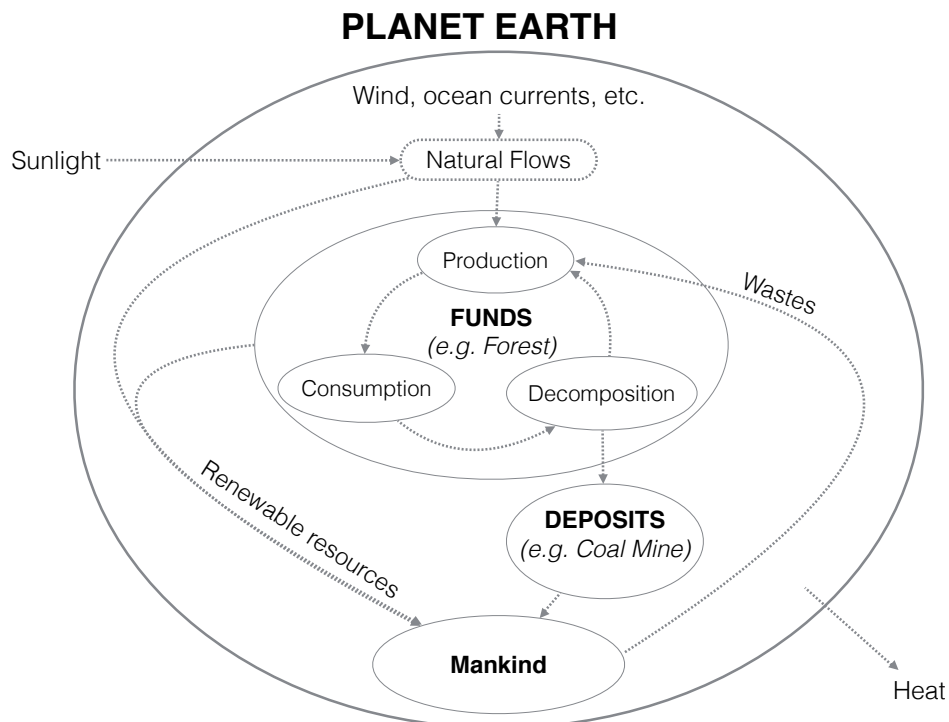 PLANET EARTH
Wind, ocean currents, etc.
Sunlight
Natural Flows
Production
Wastes
FUNDS
(e.g. Forest)
Consumption
Decomposition
Renewable resources
DEPOSITS
(e.g. Coal Mine)
Mankind
Heat